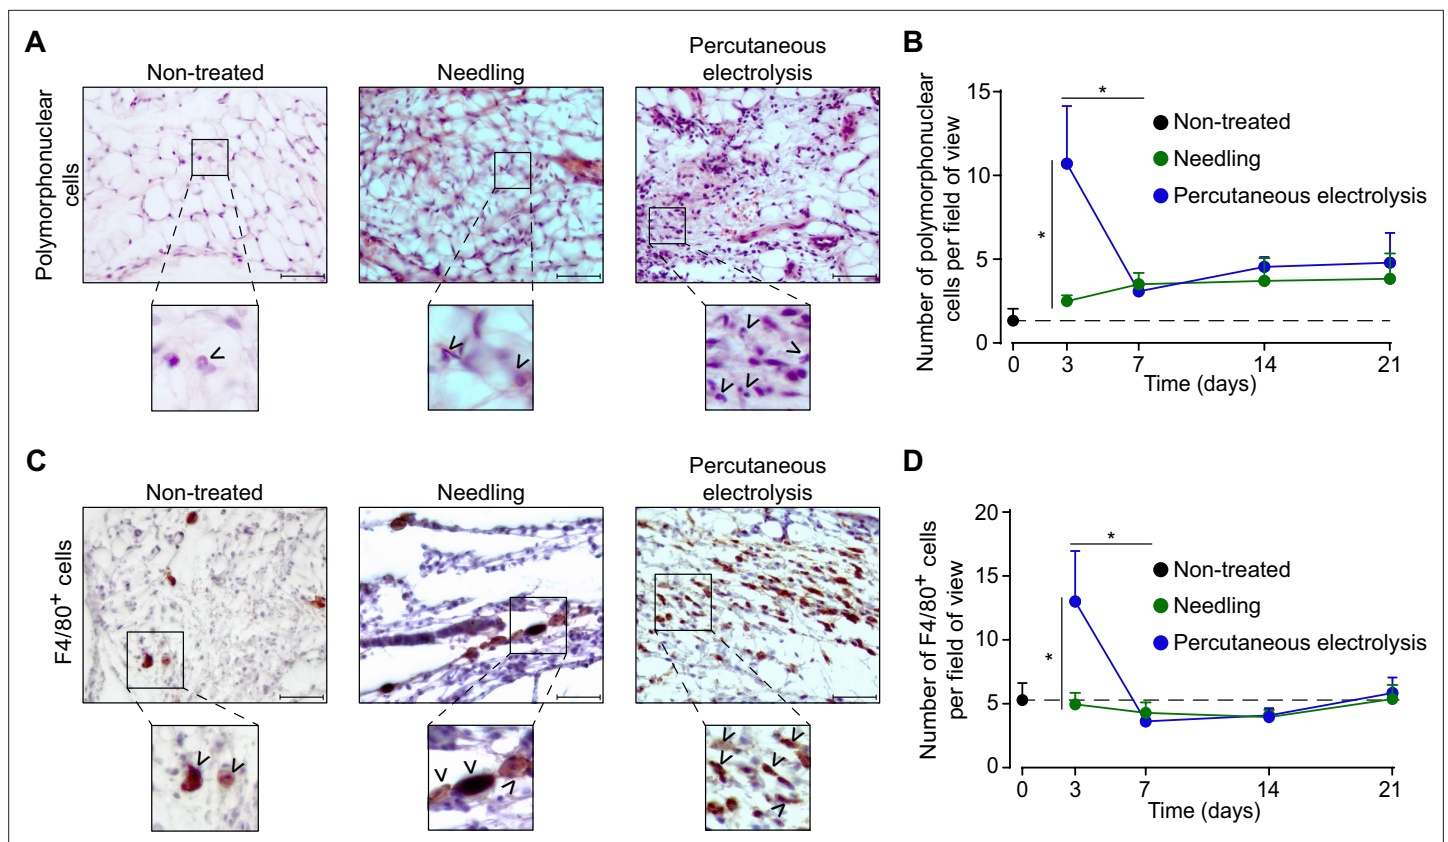 A
Non-treated
Needling
Percutaneous
electrolysis
Polymorphonuclear
cells
B
Number of polymorphonuclear
cells per field of view
15
10
5
0
*
*
Non-treated
Needling
Percutaneous electrolysis
0 3 7 14 21
Time (days)
C
Non-treated
Needling
Percutaneous
electrolysis
F4/80+ cells
D
Number of F4/80+ cells
per field of view
20
15
10
5
0
*
*
Non-treated
Needling
Percutaneous electrolysis
0 3 7 14 21
Time (days)